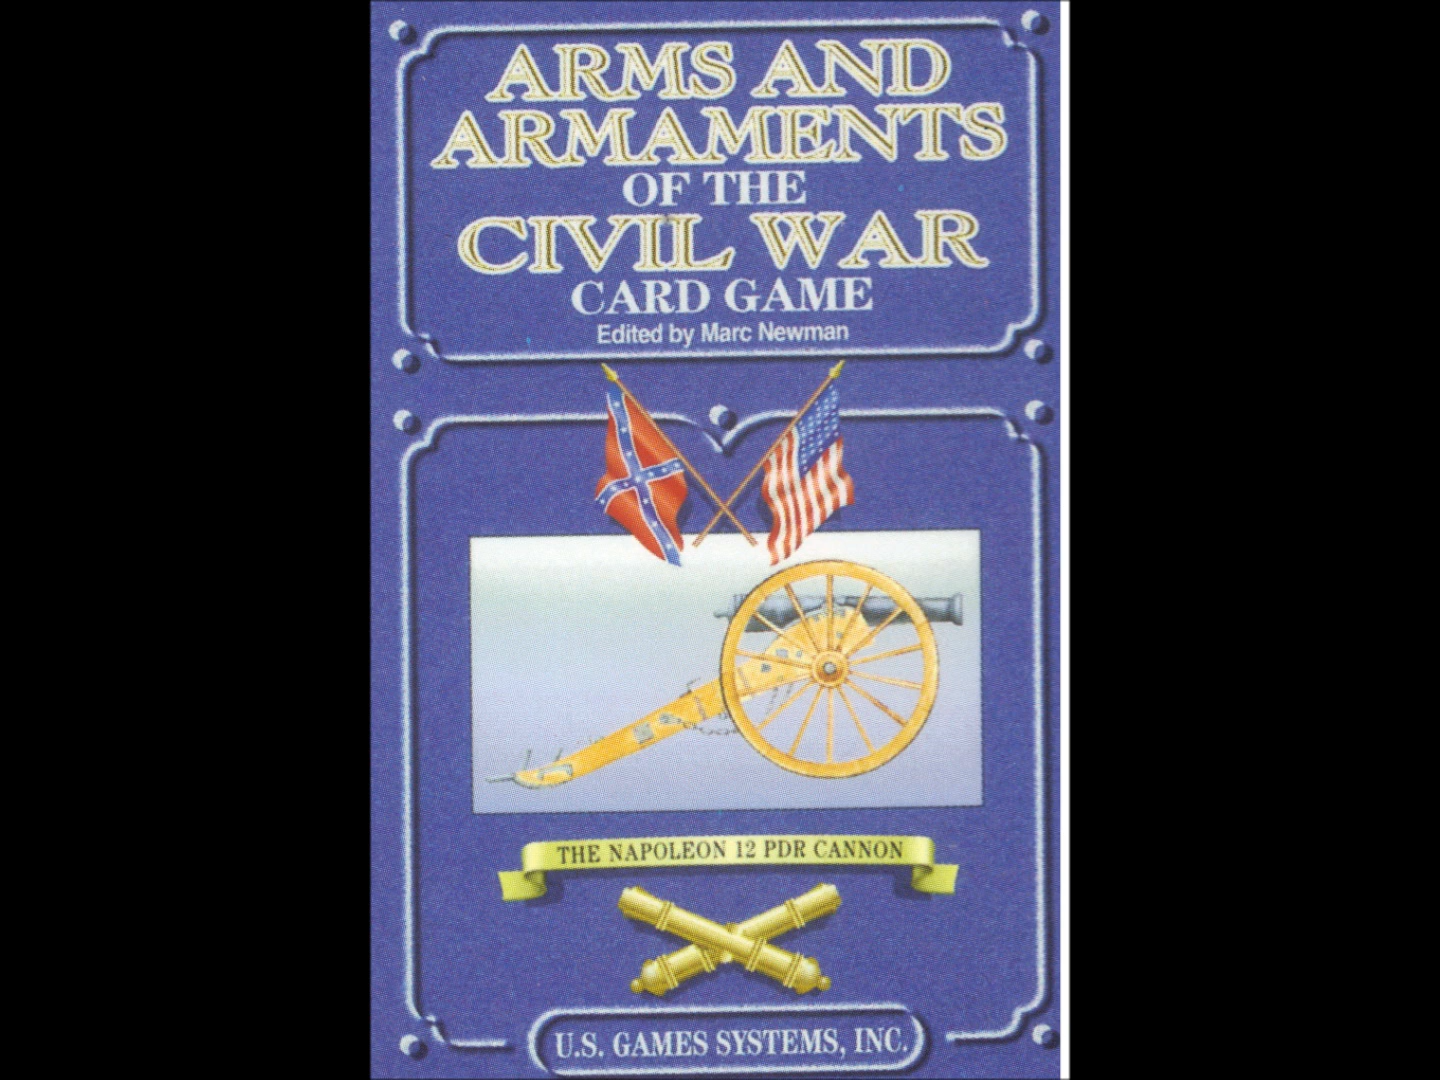 ARMS AND
ARMAMENTS
OF THE
CIVIL WAR
CARD GAME
Edited by Marc Newman
THE NAPOLEON 12 PDR CANNON
U.S. GAMES SYSTEMS, INC.